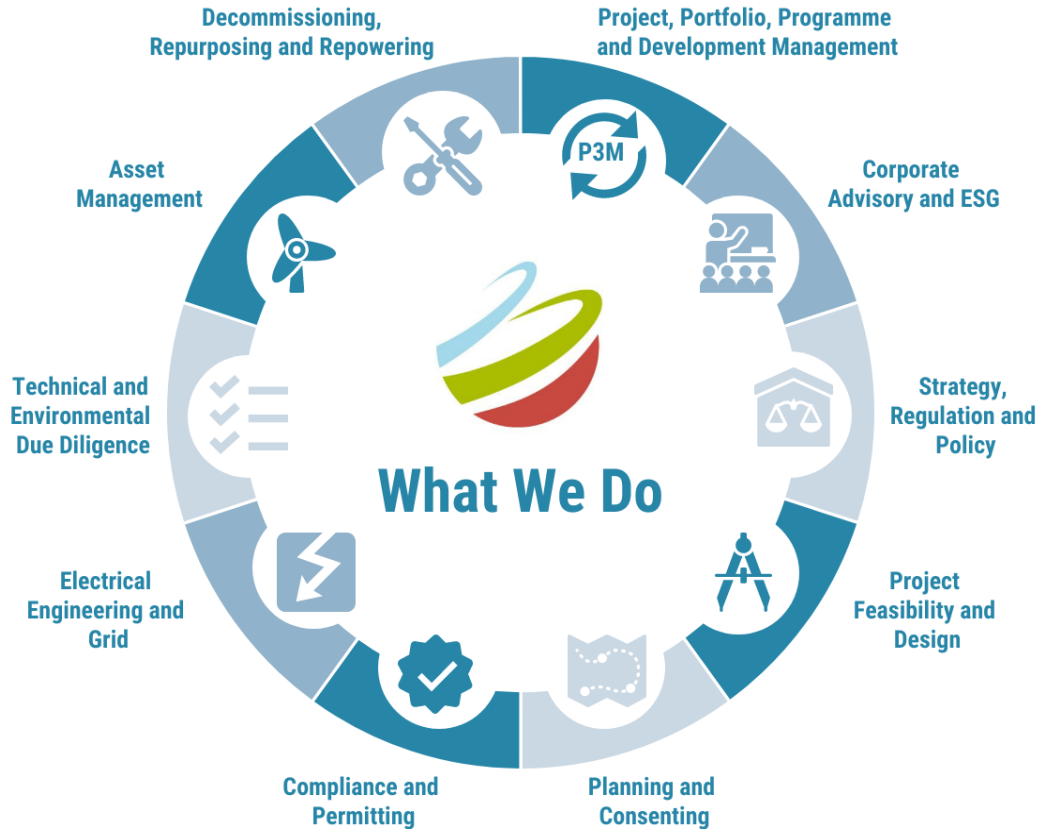 Decommissioning,
Repurposing and Repowering
Project, Portfolio, Programme
and Development Management
P3M
Asset
Management
Corporate
Advisory and ESG
Technical and
Environmental
Due Diligence
Strategy,
Regulation and
Policy
What We Do
Electrical
Engineering and
Grid
Project
Feasibility and
Design
Compliance and
Permitting
Planning and
Consenting